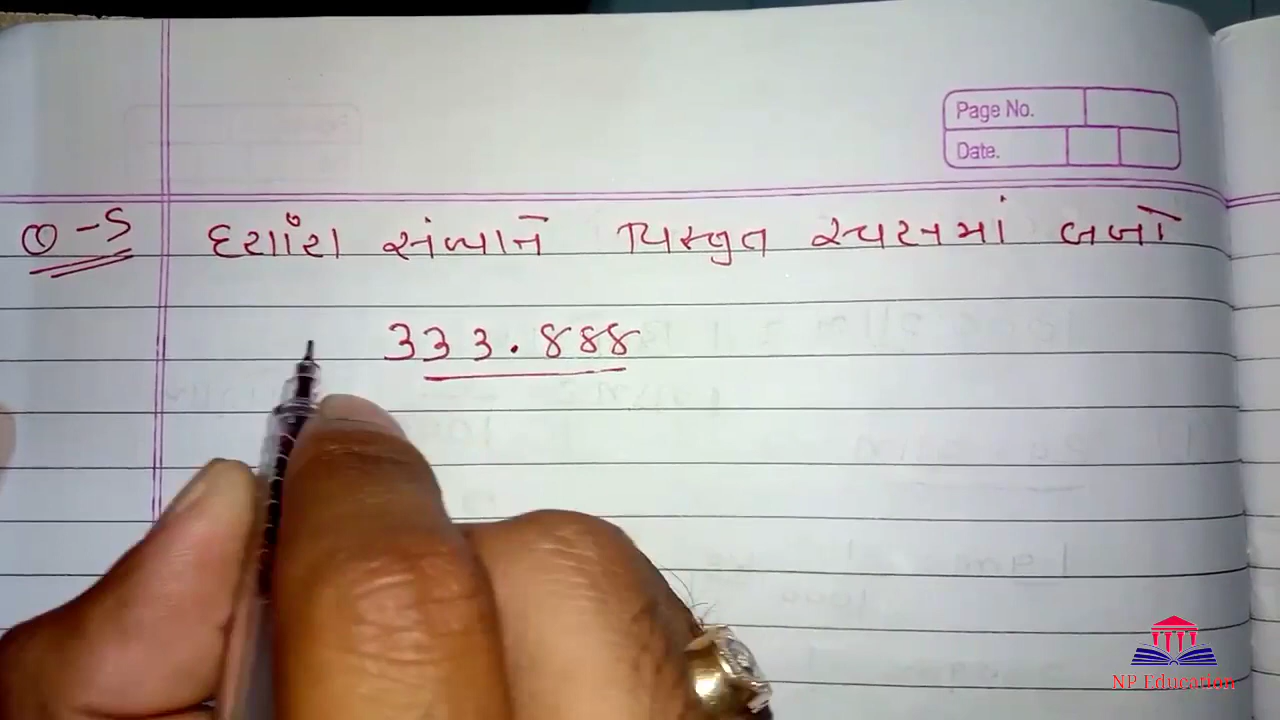 Page No.
Date.
Q-5 દશાંશ સંખ્યાને વિસ્તૃત સ્વરૂપમાં લખો
333.888
NP Education